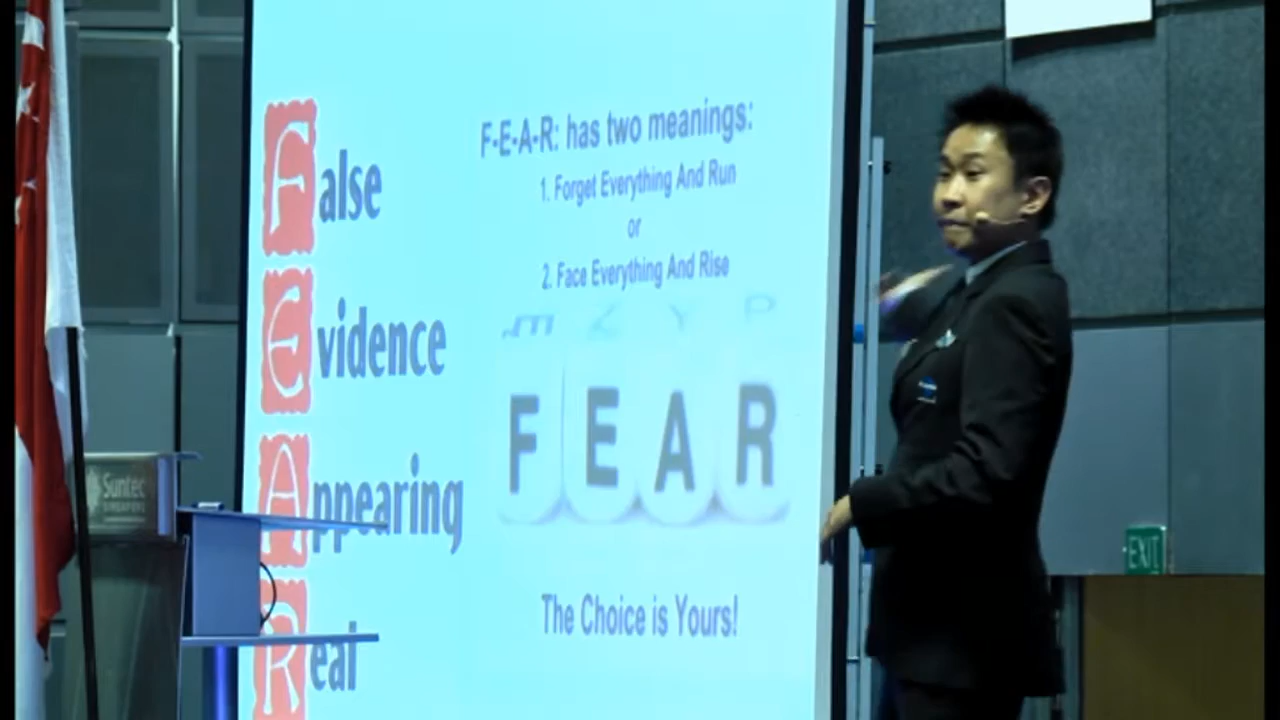 False
Evidence
Appearing
Real
F-E-A-R: has two meanings:
1. Forget Everything And Run
or
2. Face Everything And Rise
FEAR
The Choice is Yours!
Suntec
SINGAPORE
EXIT